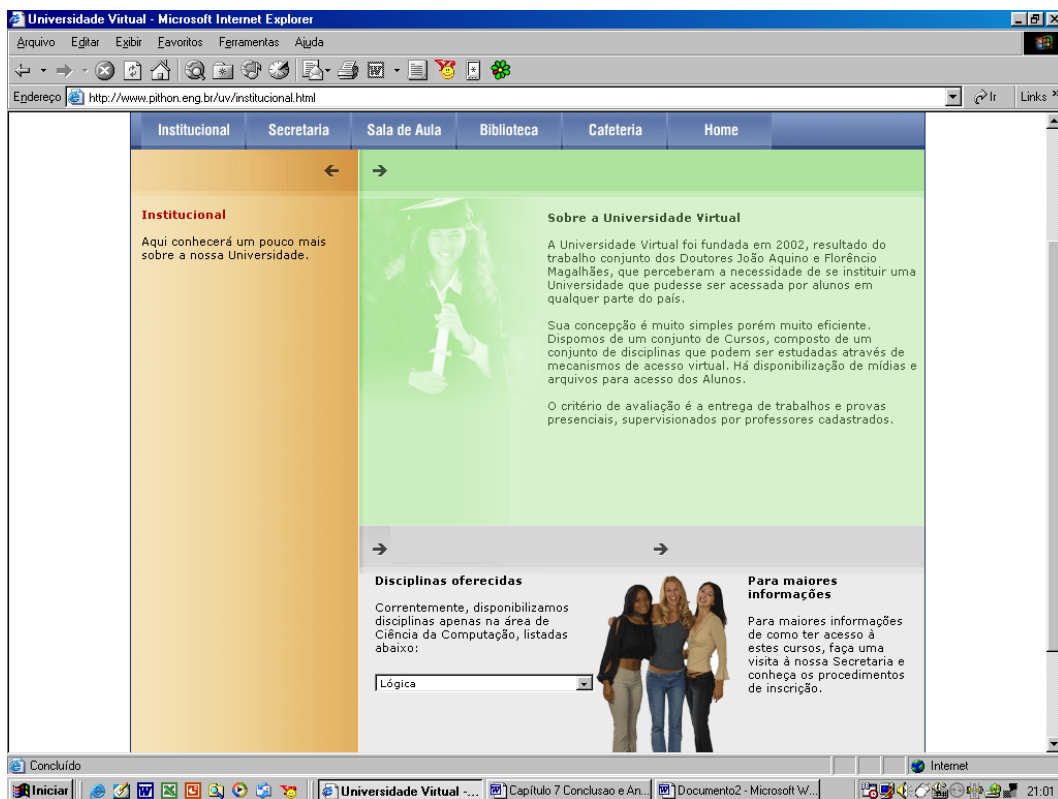 Universidade Virtual - Microsoft Internet Explorer
Arquivo Editar Exibir Favoritos Ferramentas Ajuda
Endereço http://www.pithon.eng.br/uv/institucional.html Ir Links »
Institucional Secretaria Sala de Aula Biblioteca Cafeteria Home
Institucional
Aqui conhecerá um pouco mais
sobre a nossa Universidade.
Sobre a Universidade Virtual
A Universidade Virtual foi fundada em 2002, resultado do
trabalho conjunto dos Doutores João Aquino e Florêncio
Magalhães, que perceberam a necessidade de se instituir uma
Universidade que pudesse ser acessada por alunos em
qualquer parte do país.
Sua concepção é muito simples porém muito eficiente.
Dispomos de um conjunto de Cursos, composto de um
conjunto de disciplinas que podem ser estudadas através de
mecanismos de acesso virtual. Há disponibilização de mídias e
arquivos para acesso dos Alunos.
O critério de avaliação é a entrega de trabalhos e provas
presenciais, supervisionados por professores cadastrados.
Disciplinas oferecidas
Correntemente, disponibilizamos
disciplinas apenas na área de
Ciência da Computação, listadas
abaixo:
Lógica
Para maiores
informações
Para maiores informações
de como ter acesso à
estes cursos, faça uma
visita à nossa Secretaria e
conheça os procedimentos
de inscrição.
Concluído Internet
Iniciar Universidade Virtual -... Capítulo 7 Conclusao e An... Documento2 - Microsoft W... 21:01